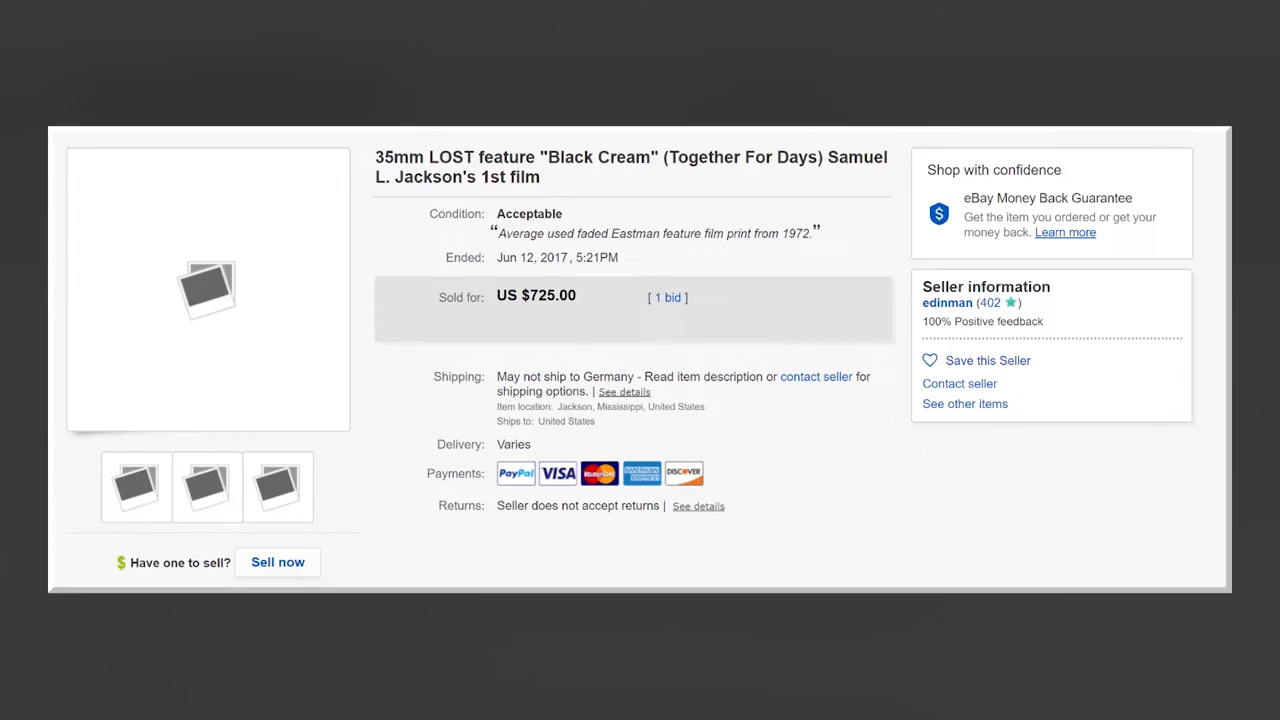 35mm LOST feature "Black Cream" (Together For Days) Samuel
L. Jackson's 1st film
Condition: Acceptable
“Average used faded Eastman feature film print from 1972.”
Ended: Jun 12, 2017 , 5:21PM
Sold for: US $725.00 [ 1 bid ]
Shipping: May not ship to Germany - Read item description or contact seller for
shipping options. | See details
Item location: Jackson, Mississippi, United States
Ships to: United States
Delivery: Varies
Payments: PayPal VISA MasterCard AMERICAN EXPRESS DISCOVER
Returns: Seller does not accept returns | See details
$ Have one to sell? Sell now
Shop with confidence
$ eBay Money Back Guarantee
Get the item you ordered or get your
money back. Learn more
Seller information
edinman (402 ★)
100% Positive feedback
Save this Seller
Contact seller
See other items